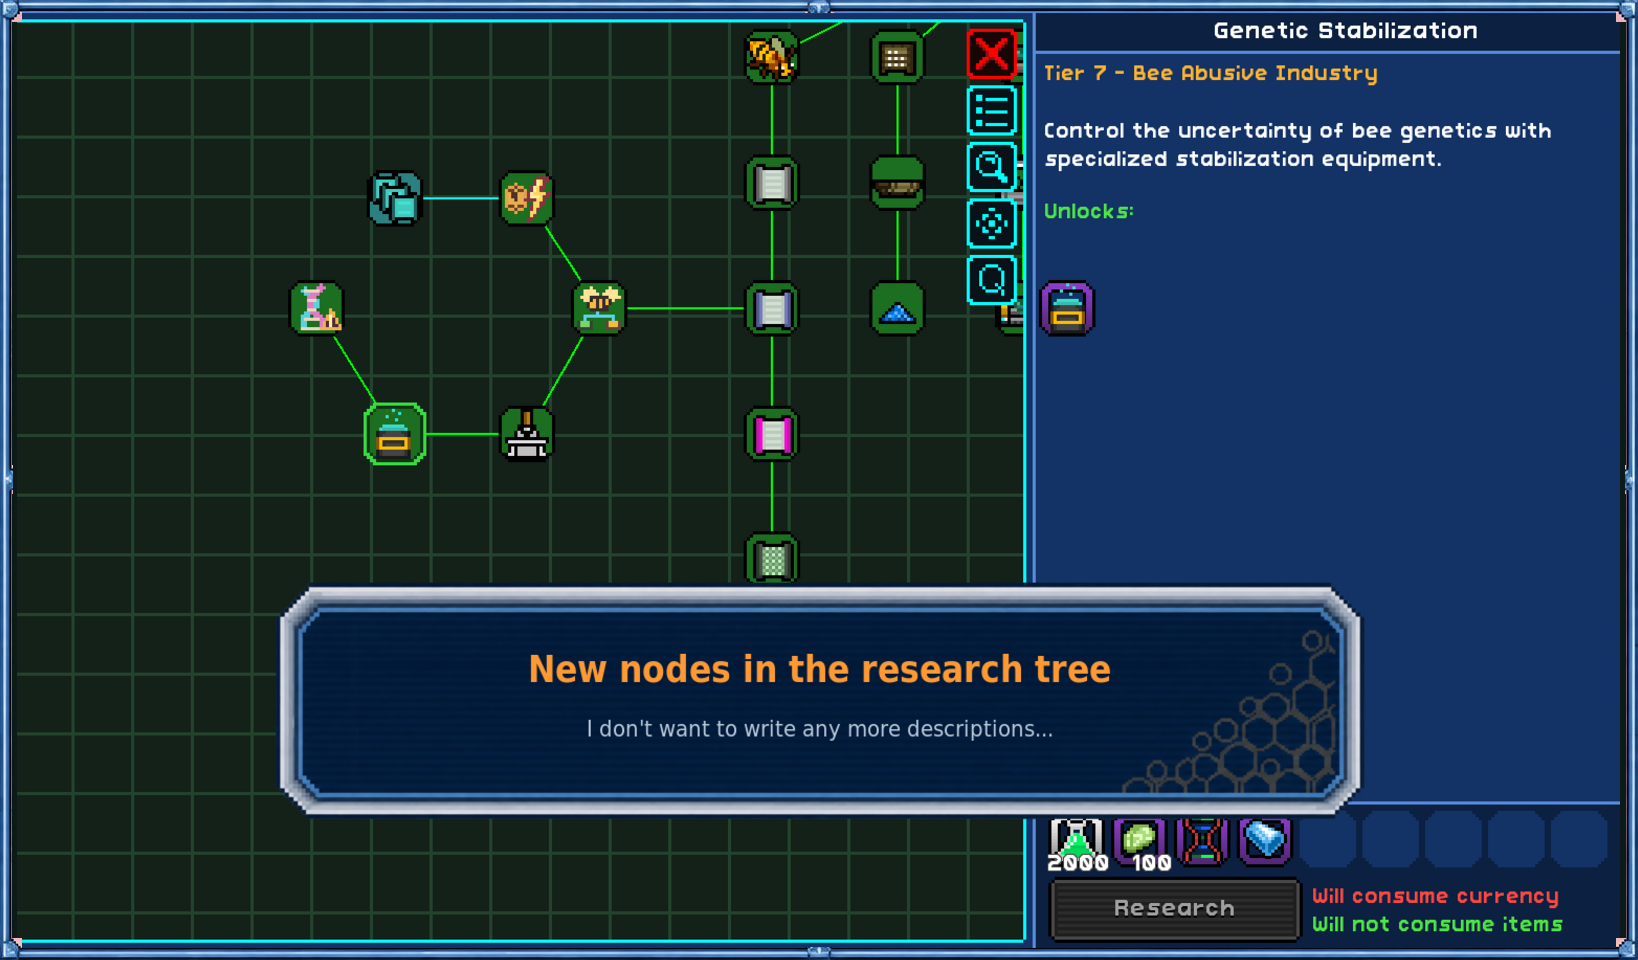 Genetic Stabilization
Tier 7 - Bee Abusive Industry
Control the uncertainty of bee genetics with
specialized stabilization equipment.
Unlocks:
New nodes in the research tree
I don't want to write any more descriptions...
2000
100
Research
Will consume currency
Will not consume items